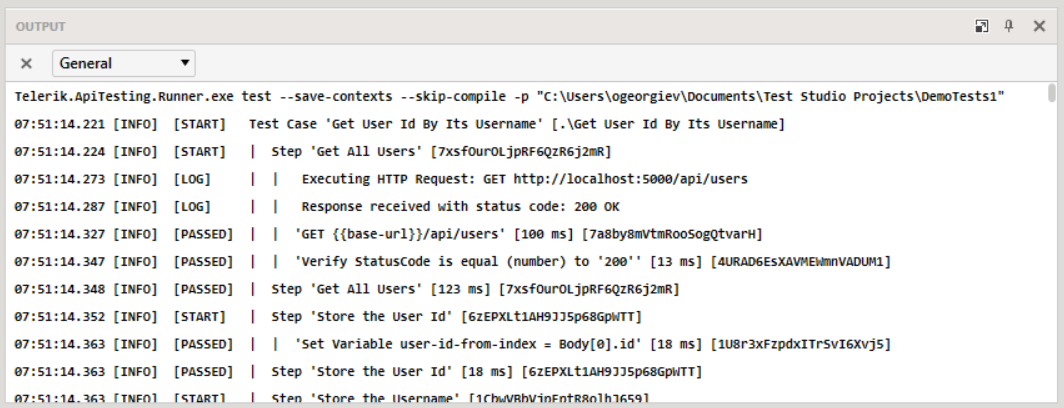 OUTPUT
General
Telerik.ApiTesting.Runner.exe test --save-contexts --skip-compile -p "C:\Users\ogeorgiev\Documents\Test Studio Projects\DemoTests1"
07:51:14.221 [INFO] [START] Test Case 'Get User Id By Its Username' [.\Get User Id By Its Username]
07:51:14.224 [INFO] [START] | Step 'Get All Users' [7xsfOurOLjpRF6QzR6j2mR]
07:51:14.273 [INFO] [LOG] | | Executing HTTP Request: GET http://localhost:5000/api/users
07:51:14.287 [INFO] [LOG] | | Response received with status code: 200 OK
07:51:14.327 [INFO] [PASSED] | | 'GET {{base-url}}/api/users' [100 ms] [7a8by8mVtmRooSogQtvarH]
07:51:14.347 [INFO] [PASSED] | | 'Verify StatusCode is equal (number) to '200'' [13 ms] [4URAD6EsXAVMEWmnVADUM1]
07:51:14.348 [INFO] [PASSED] | Step 'Get All Users' [123 ms] [7xsfOurOLjpRF6QzR6j2mR]
07:51:14.352 [INFO] [START] | Step 'Store the User Id' [6zEPXLt1AH9JJ5p68GpWTT]
07:51:14.363 [INFO] [PASSED] | | 'Set Variable user-id-from-index = Body[0].id' [18 ms] [1U8r3xFzpdxITr5vI6Xvj5]
07:51:14.363 [INFO] [PASSED] | Step 'Store the User Id' [18 ms] [6zEPXLt1AH9JJ5p68GpWTT]
07:51:14.363 [INFO] [START] | Step 'Store the Username'